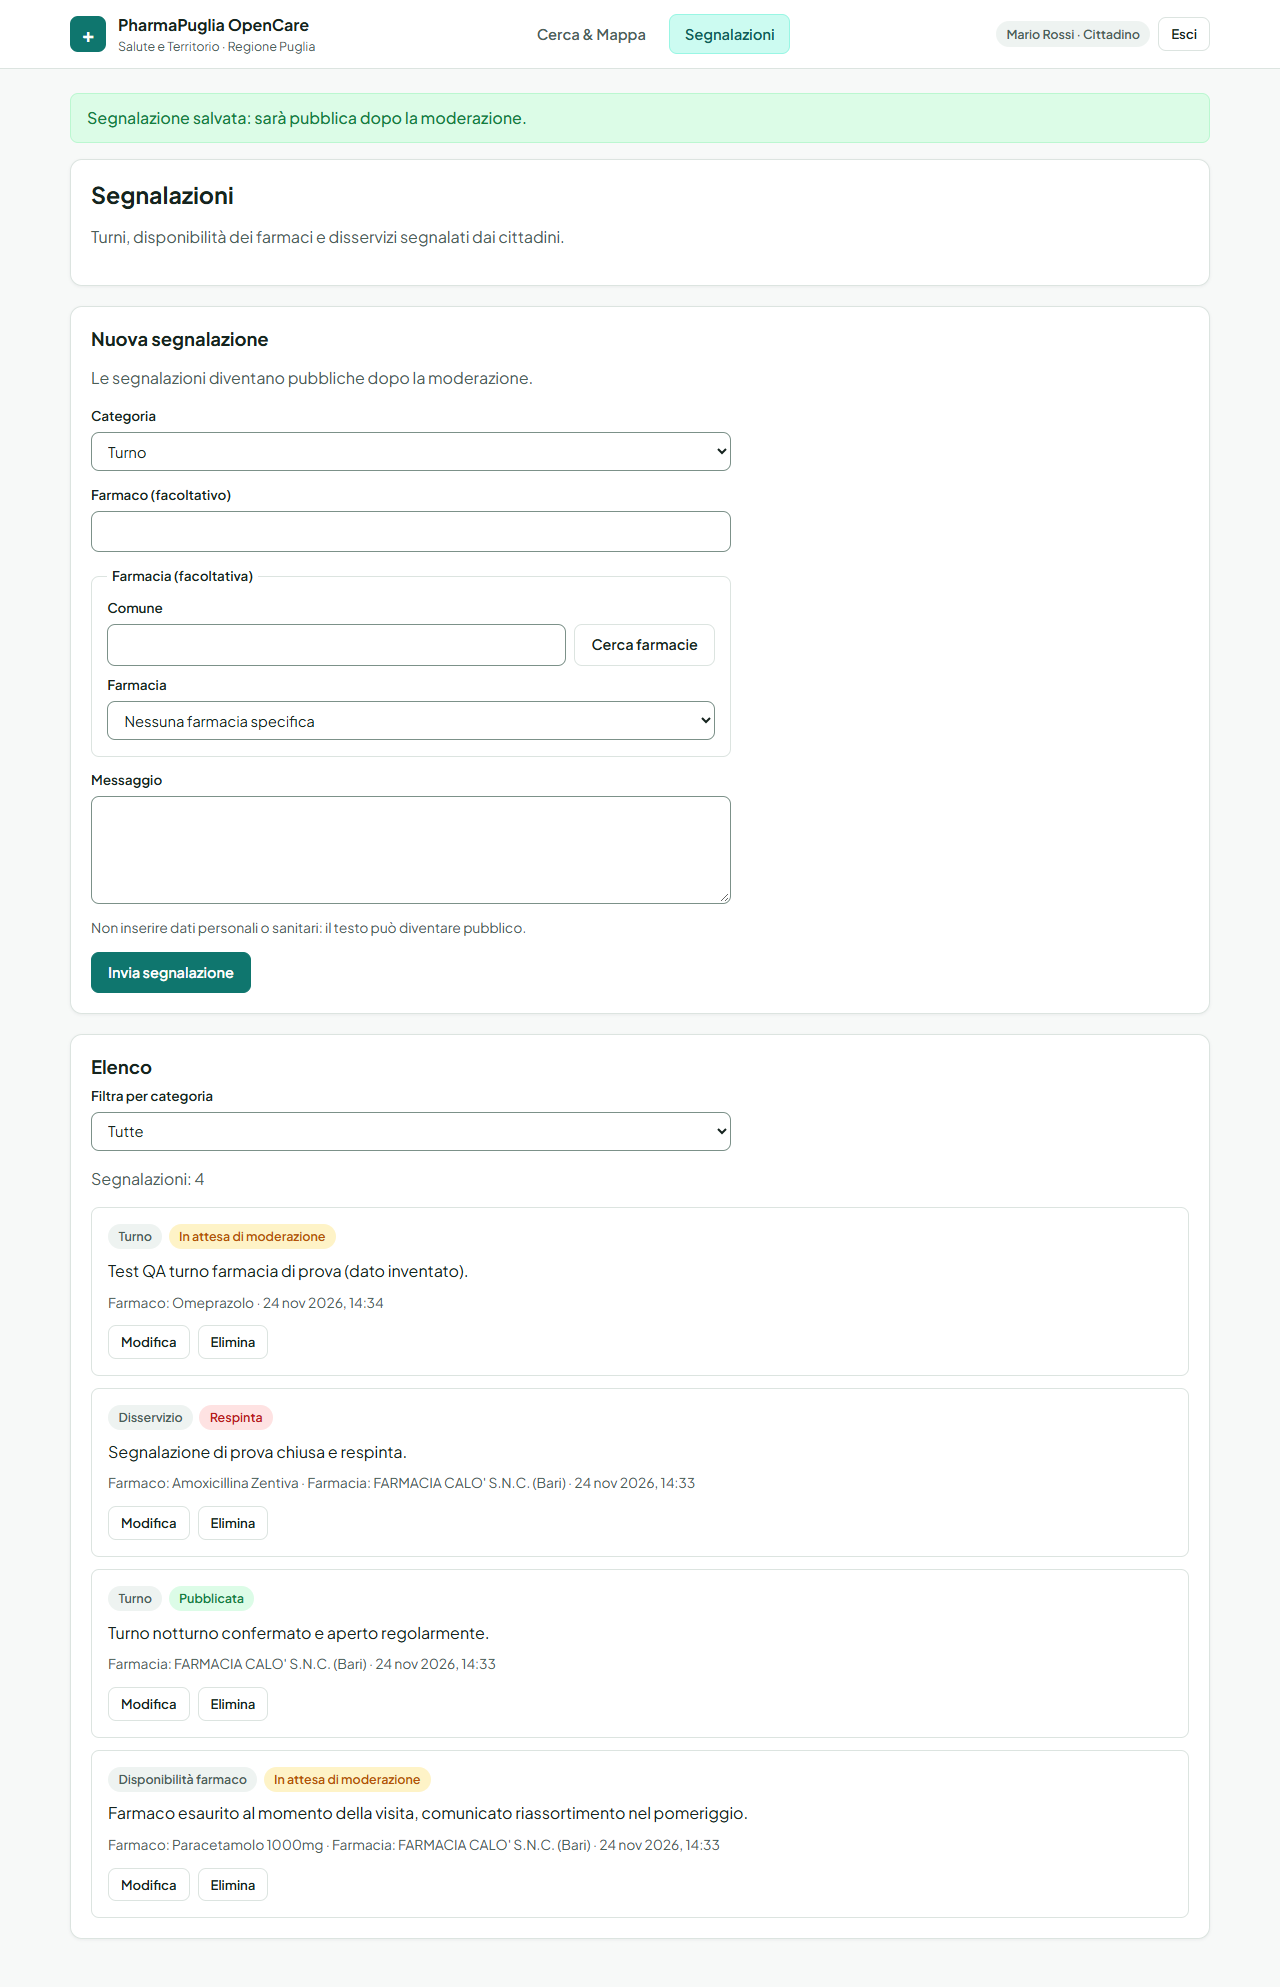 +
PharmaPuglia OpenCare
Salute e Territorio · Regione Puglia
Cerca & Mappa
Segnalazioni
Mario Rossi · Cittadino
Esci
Segnalazione salvata: sarà pubblica dopo la moderazione.
Segnalazioni
Turni, disponibilità dei farmaci e disservizi segnalati dai cittadini.
Nuova segnalazione
Le segnalazioni diventano pubbliche dopo la moderazione.
Categoria
Turno
Farmaco (facoltativo)
Farmacia (facoltativa)
Comune
Cerca farmacie
Farmacia
Nessuna farmacia specifica
Messaggio
Non inserire dati personali o sanitari: il testo può diventare pubblico.
Invia segnalazione
Elenco
Filtra per categoria
Tutte
Segnalazioni: 4
Turno In attesa di moderazione
Test QA turno farmacia di prova (dato inventato).
Farmaco: Omeprazolo · 24 nov 2026, 14:34
Modifica Elimina
Disservizio Respinta
Segnalazione di prova chiusa e respinta.
Farmaco: Amoxicillina Zentiva · Farmacia: FARMACIA CALO' S.N.C. (Bari) · 24 nov 2026, 14:33
Modifica Elimina
Turno Pubblicata
Turno notturno confermato e aperto regolarmente.
Farmacia: FARMACIA CALO' S.N.C. (Bari) · 24 nov 2026, 14:33
Modifica Elimina
Disponibilità farmaco In attesa di moderazione
Farmaco esaurito al momento della visita, comunicato riassortimento nel pomeriggio.
Farmaco: Paracetamolo 1000mg · Farmacia: FARMACIA CALO' S.N.C. (Bari) · 24 nov 2026, 14:33
Modifica Elimina